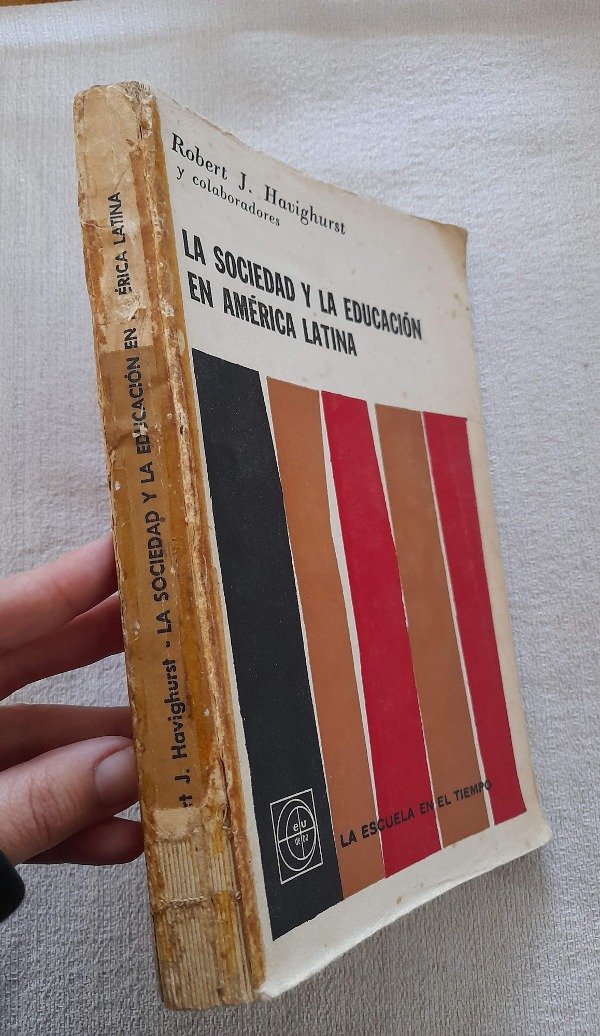 Robert J. Havighurst
y colaboradores
LA SOCIEDAD Y LA EDUCACIÓN
EN AMÉRICA LATINA
LA ESCUELA EN EL TIEMPO
eu
J. Havighurst - LA SOCIEDAD Y LA EDUCACIÓN EN ÉRICA LATINA